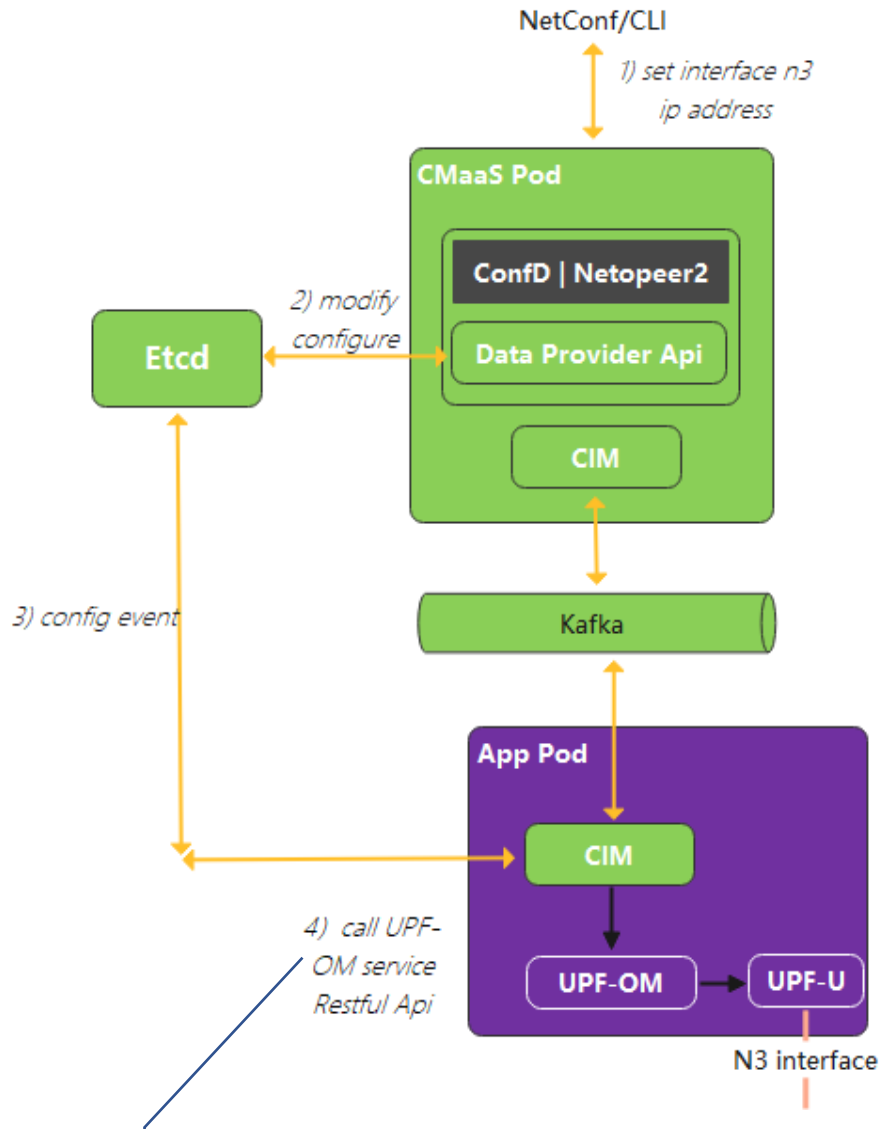 NetConf/CLI
1) set interface n3
ip address
CMaaS Pod
ConfD | Netopeer2
2) modify
configure
Etcd
Data Provider Api
CIM
3) config event
Kafka
App Pod
CIM
4) call UPF-
OM service
Restful Api
UPF-OM
UPF-U
N3 interface